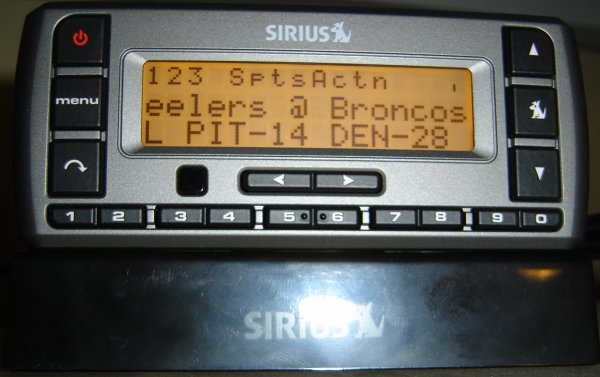 SIRIUS
123 SptsActn
eelers @ Broncos
L PIT-14 DEN-28
menu
1 2 3 4 5 6 7 8 9 0
SIRIUS